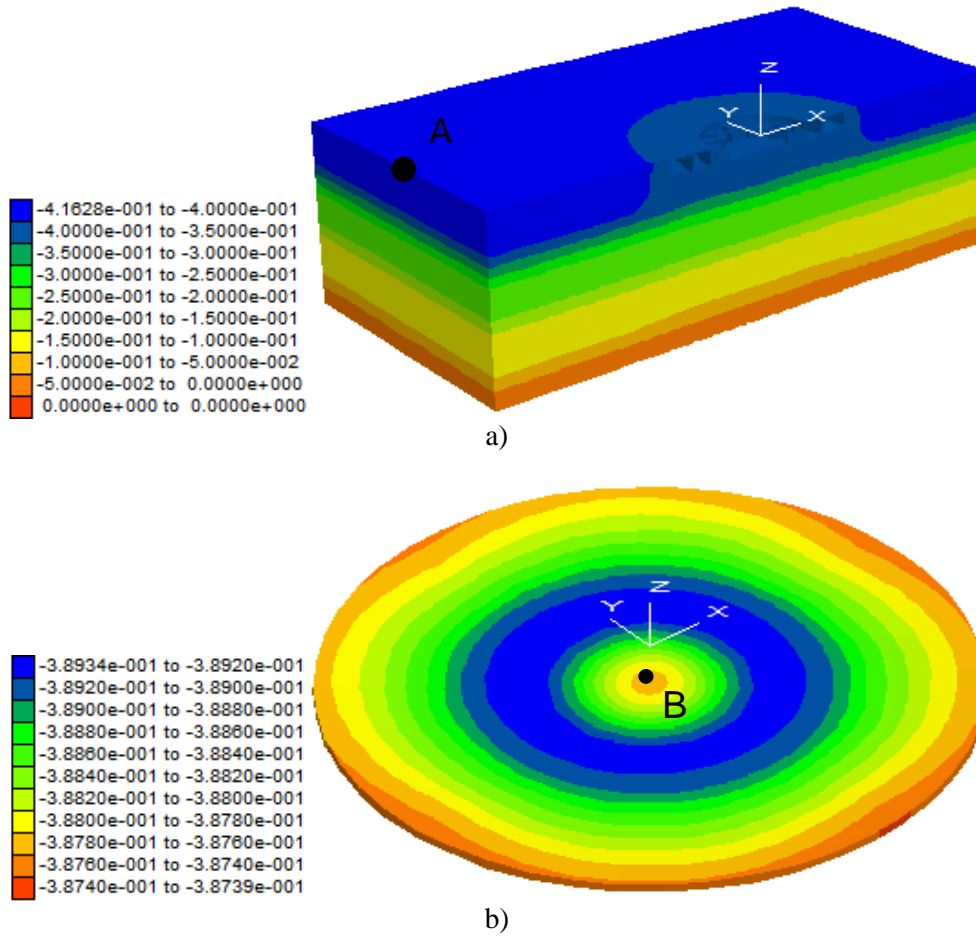 Z
A
Y
X
-4.1628e-001 to -4.0000e-001
-4.0000e-001 to -3.5000e-001
-3.5000e-001 to -3.0000e-001
-3.0000e-001 to -2.5000e-001
-2.5000e-001 to -2.0000e-001
-2.0000e-001 to -1.5000e-001
-1.5000e-001 to -1.0000e-001
-1.0000e-001 to -5.0000e-002
-5.0000e-002 to 0.0000e+000
0.0000e+000 to 0.0000e+000
a)
Z
Y
X
B
-3.8934e-001 to -3.8920e-001
-3.8920e-001 to -3.8900e-001
-3.8900e-001 to -3.8880e-001
-3.8880e-001 to -3.8860e-001
-3.8860e-001 to -3.8840e-001
-3.8840e-001 to -3.8820e-001
-3.8820e-001 to -3.8800e-001
-3.8800e-001 to -3.8780e-001
-3.8780e-001 to -3.8760e-001
-3.8760e-001 to -3.8740e-001
-3.8740e-001 to -3.8739e-001
b)